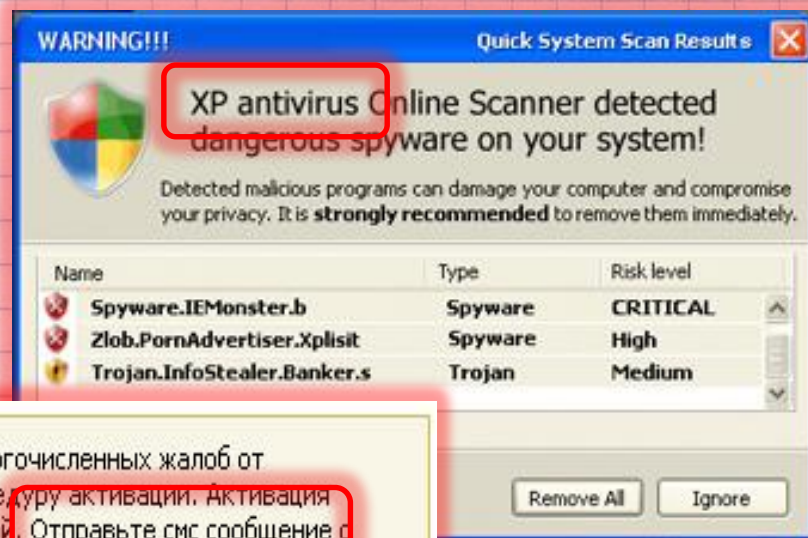 WARNING!!! Quick System Scan Results
XP antivirus Online Scanner detected
dangerous spyware on your system!
Detected malicious programs can damage your computer and compromise
your privacy. It is strongly recommended to remove them immediately.
Name Type Risk level
Spyware.IEMonster.b Spyware CRITICAL
Zlob.PornAdvertiser.Xplisit Spyware High
Trojan.InfoStealer.Banker.s Trojan Medium
Remove All Ignore
жалоб от
активации. Активация
Отправьте смс сообщение с